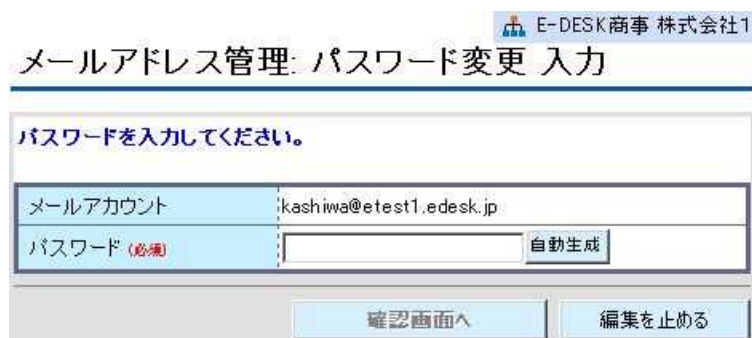 E-DESK商事 株式会社1
メールアドレス管理: パスワード変更 入力
パスワードを入力してください。
メールアカウント kashiwa@etest1.edesk.jp
パスワード (必須) 自動生成
確認画面へ 編集を止める